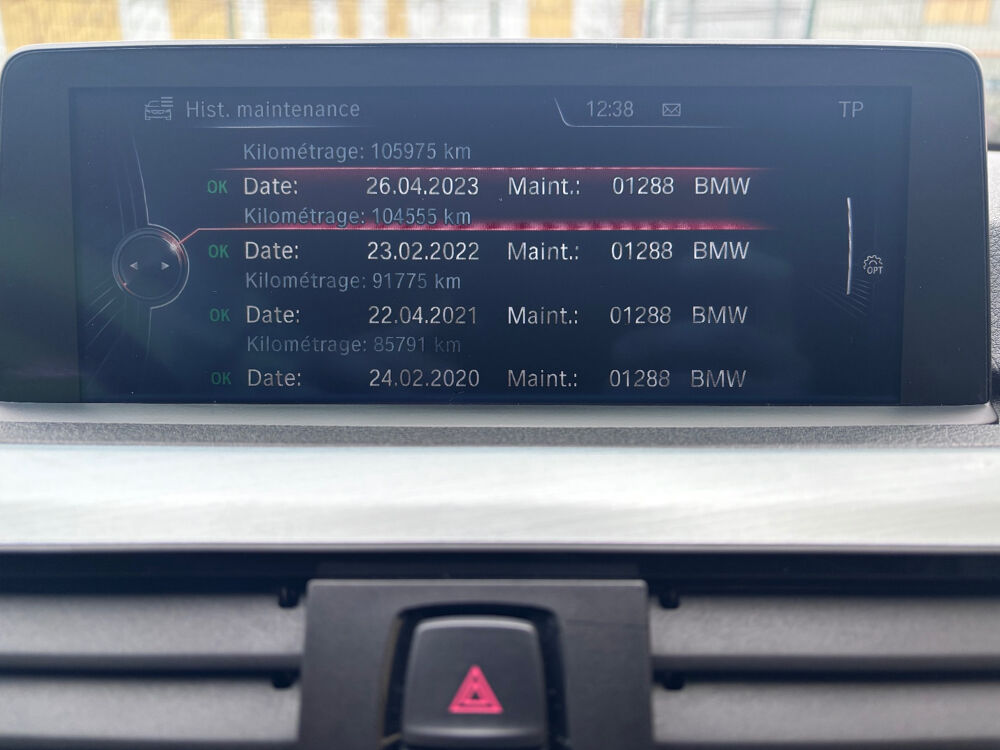 Hist. maintenance 12:38 TP
Kilométrage: 105975 km
OK Date: 26.04.2023 Maint.: 01288 BMW
Kilométrage: 104555 km
OK Date: 23.02.2022 Maint.: 01288 BMW
Kilométrage: 91775 km
OPT
OK Date: 22.04.2021 Maint.: 01288 BMW
Kilométrage: 85791 km
OK Date: 24.02.2020 Maint.: 01288 BMW